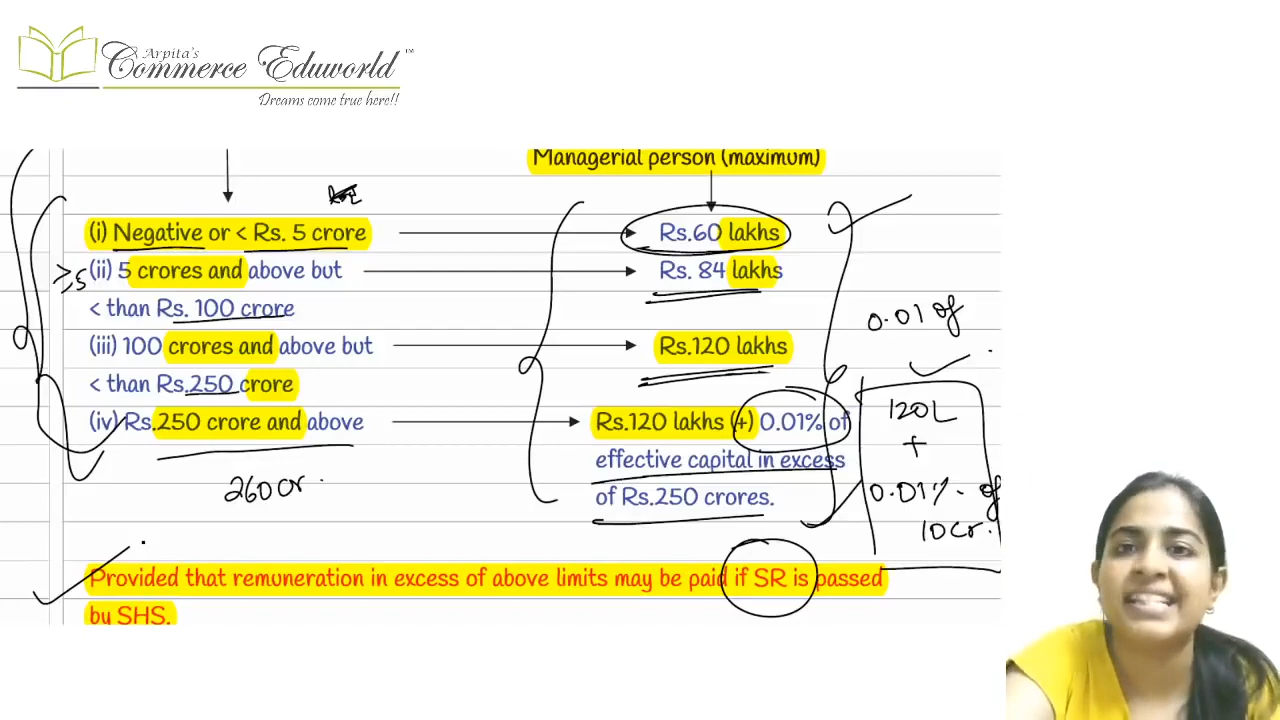 Arpita's
Commerce Eduworld™
Dreams come true here!!
Managerial person (maximum)
(i) Negative or < Rs. 5 crore
Rs.60 lakhs
≥5 (ii) 5 crores and above but
Rs. 84 lakhs
< than Rs. 100 crore
0.01 of
(iii) 100 crores and above but
Rs.120 lakhs
< than Rs.250 crore
(iv) Rs.250 crore and above
Rs.120 lakhs (+) 0.01% of
effective capital in excess
of Rs.250 crores.
120L
+
0.01% of
10cr.
260cr.
Provided that remuneration in excess of above limits may be paid if SR is passed
by SHS.